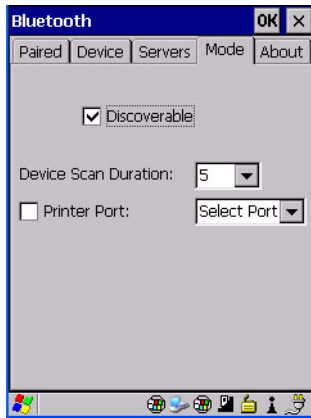 Bluetooth OK
Paired Device Servers Mode About
Discoverable
Device Scan Duration: 5
Printer Port: Select Port